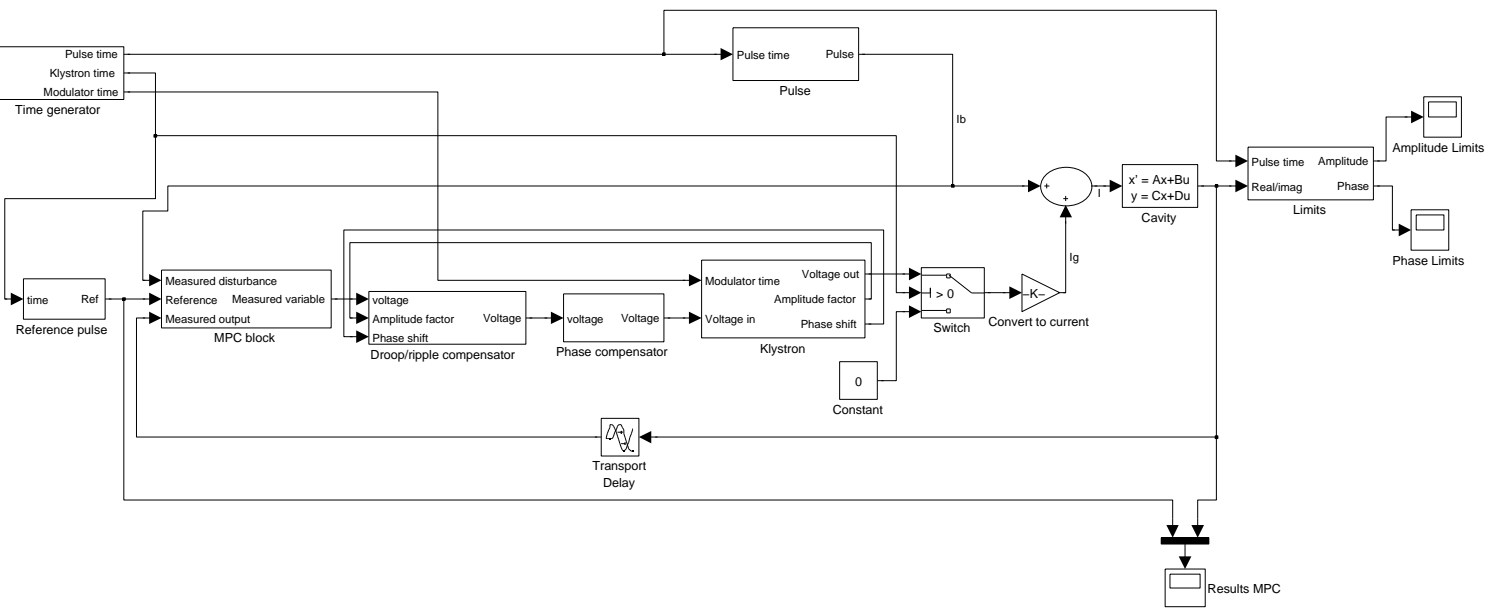 Pulse time
Klystron time
Modulator time
Time generator
Pulse time
Pulse
Pulse
Ib
Pulse time
Real/imag
Amplitude
Phase
Limits
Amplitude Limits
Phase Limits
+
+
I
x' = Ax+Bu
y = Cx+Du
Cavity
Ig
time
Ref
Reference pulse
Measured disturbance
Reference
Measured output
Measured variable
MPC block
voltage
Amplitude factor
Phase shift
Voltage
Droop/ripple compensator
voltage
Voltage
Phase compensator
Modulator time
Voltage in
Voltage out
Amplitude factor
Phase shift
Klystron
I > 0
Switch
−K−
Convert to current
0
Constant
Transport
Delay
Results MPC